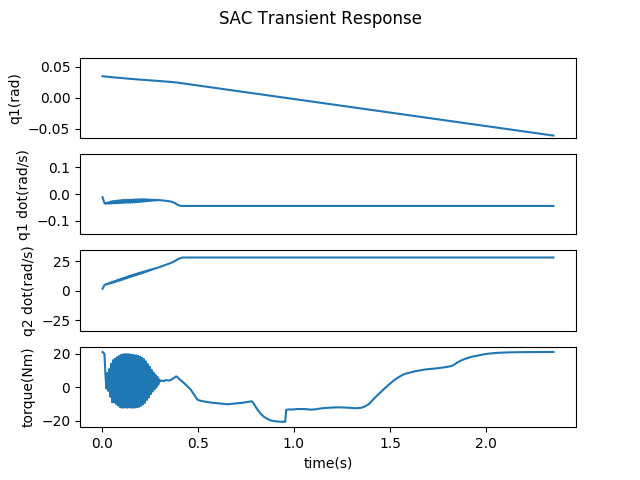 SAC Transient Response
q1(rad)
0.05
0.00
−0.05
q1 dot(rad/s)
0.1
0.0
−0.1
q2 dot(rad/s)
25
0
−25
torque(Nm)
20
0
−20
0.0 0.5 1.0 1.5 2.0
time(s)